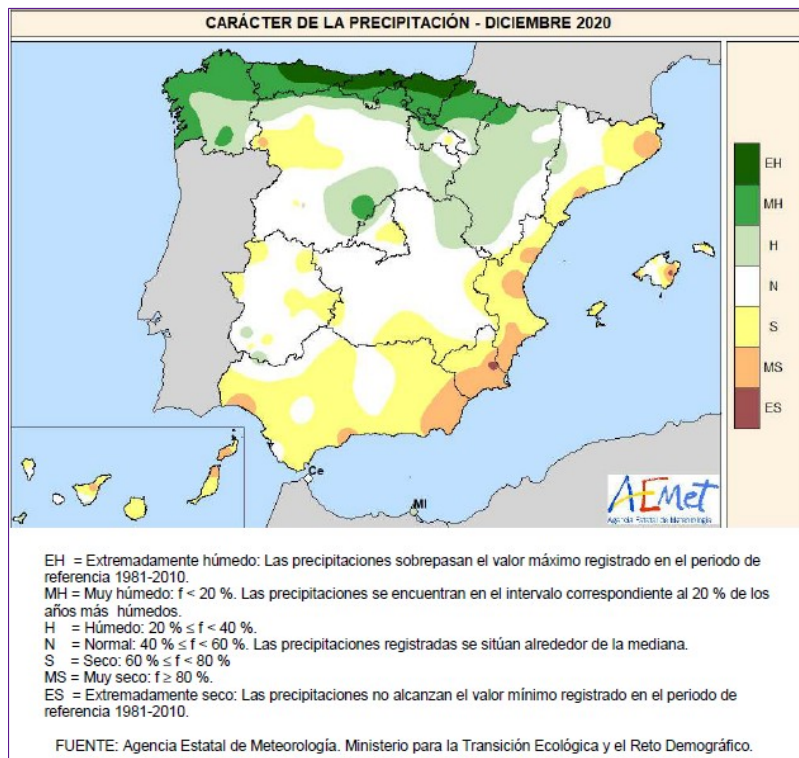 CARÁCTER DE LA PRECIPITACIÓN - DICIEMBRE 2020
EH
MH
H
N
S
MS
ES
Ce
Ml
AEMet
Agencia Estatal de Meteorología
EH = Extremadamente húmedo: Las precipitaciones sobrepasan el valor máximo registrado en el periodo de
referencia 1981-2010.
MH = Muy húmedo: f < 20 %. Las precipitaciones se encuentran en el intervalo correspondiente al 20 % de los
años más húmedos.
H = Húmedo: 20 % ≤ f < 40 %.
N = Normal: 40 % ≤ f < 60 %. Las precipitaciones registradas se sitúan alrededor de la mediana.
S = Seco: 60 % ≤ f < 80 %
MS = Muy seco: f ≥ 80 %.
ES = Extremadamente seco: Las precipitaciones no alcanzan el valor mínimo registrado en el periodo de
referencia 1981-2010.
FUENTE: Agencia Estatal de Meteorología. Ministerio para la Transición Ecológica y el Reto Demográfico.